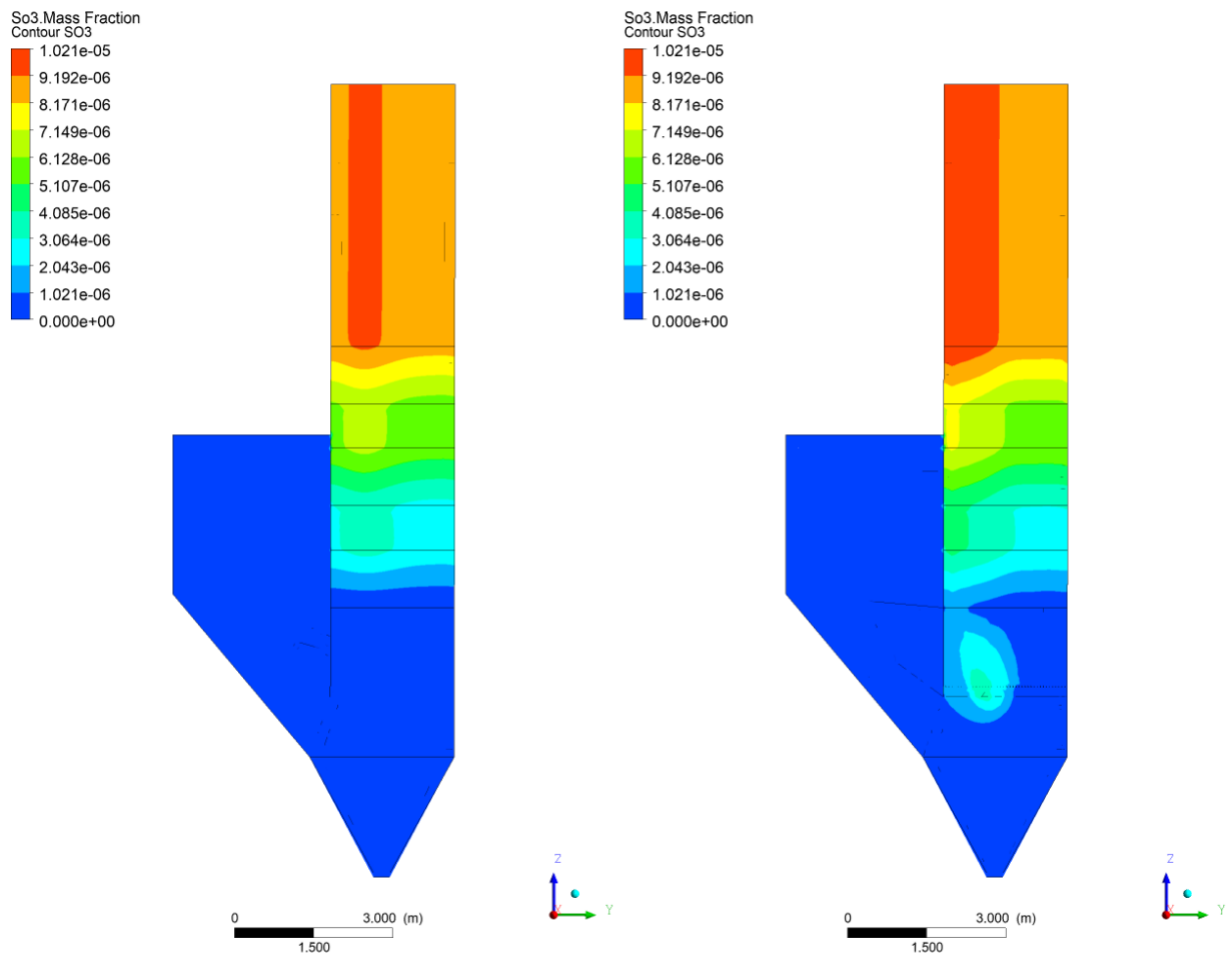 So3.Mass Fraction
Contour SO3
1.021e-05
9.192e-06
8.171e-06
7.149e-06
6.128e-06
5.107e-06
4.085e-06
3.064e-06
2.043e-06
1.021e-06
0.000e+00
Z
X
Y
0 3.000 (m)
1.500
So3.Mass Fraction
Contour SO3
1.021e-05
9.192e-06
8.171e-06
7.149e-06
6.128e-06
5.107e-06
4.085e-06
3.064e-06
2.043e-06
1.021e-06
0.000e+00
Z
X
Y
0 3.000 (m)
1.500